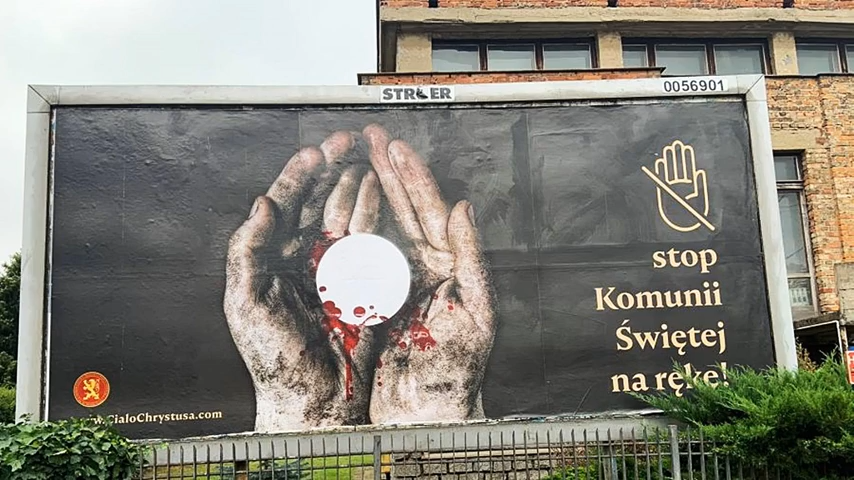 STRÖER
0056901
stop
Komunii
Świętej
na rękę!
www.CialoChrystusa.com